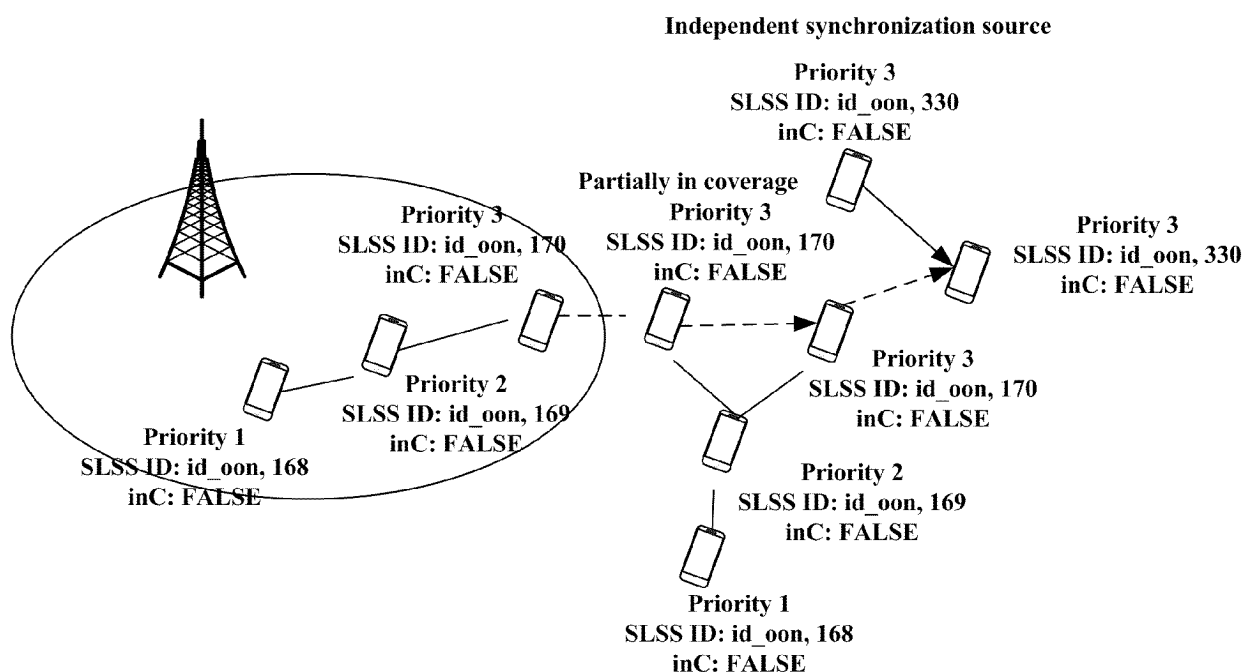 Independent synchronization source
Priority 3
SLSS ID: id_oon, 330
inC: FALSE
Partially in coverage
Priority 3
SLSS ID: id_oon, 170
inC: FALSE
Priority 3
SLSS ID: id_oon, 170
inC: FALSE
Priority 3
SLSS ID: id_oon, 330
inC: FALSE
Priority 3
SLSS ID: id_oon, 170
inC: FALSE
Priority 2
SLSS ID: id_oon, 169
inC: FALSE
Priority 1
SLSS ID: id_oon, 168
inC: FALSE
Priority 2
SLSS ID: id_oon, 169
inC: FALSE
Priority 1
SLSS ID: id_oon, 168
inC: FALSE